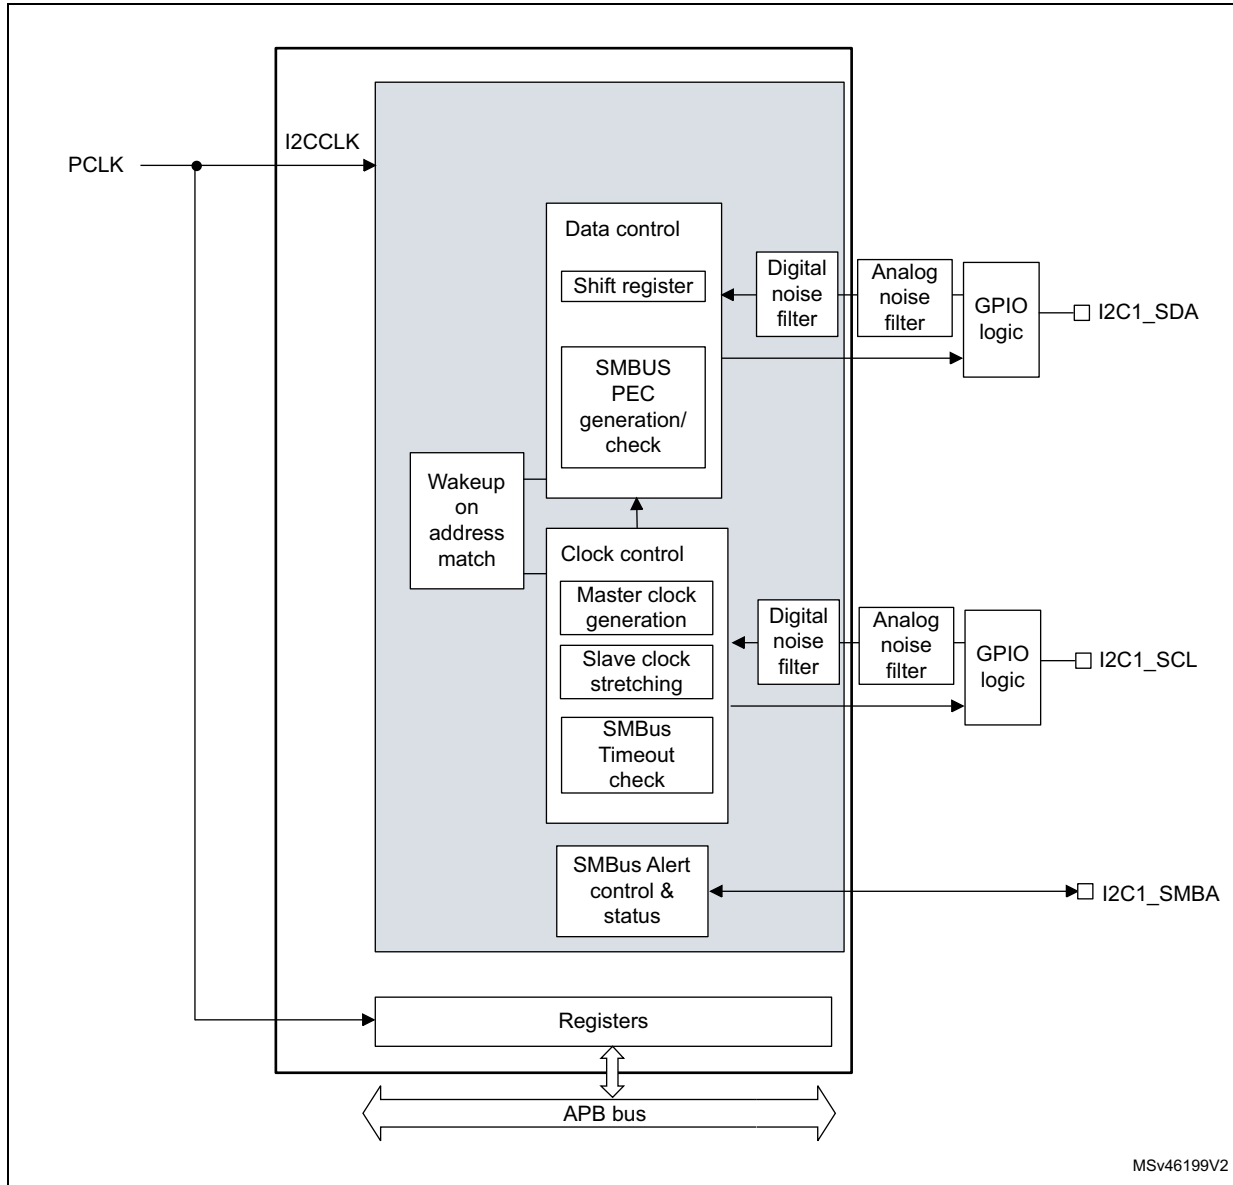 I2CCLK
PCLK
Data control
Shift register
SMBUS
PEC
generation/
check
Digital
noise
filter
Analog
noise
filter
GPIO
logic
I2C1_SDA
Wakeup
on
address
match
Clock control
Master clock
generation
Slave clock
stretching
SMBus
Timeout
check
Digital
noise
filter
Analog
noise
filter
GPIO
logic
I2C1_SCL
SMBus Alert
control &
status
I2C1_SMBA
Registers
APB bus
MSv46199V2